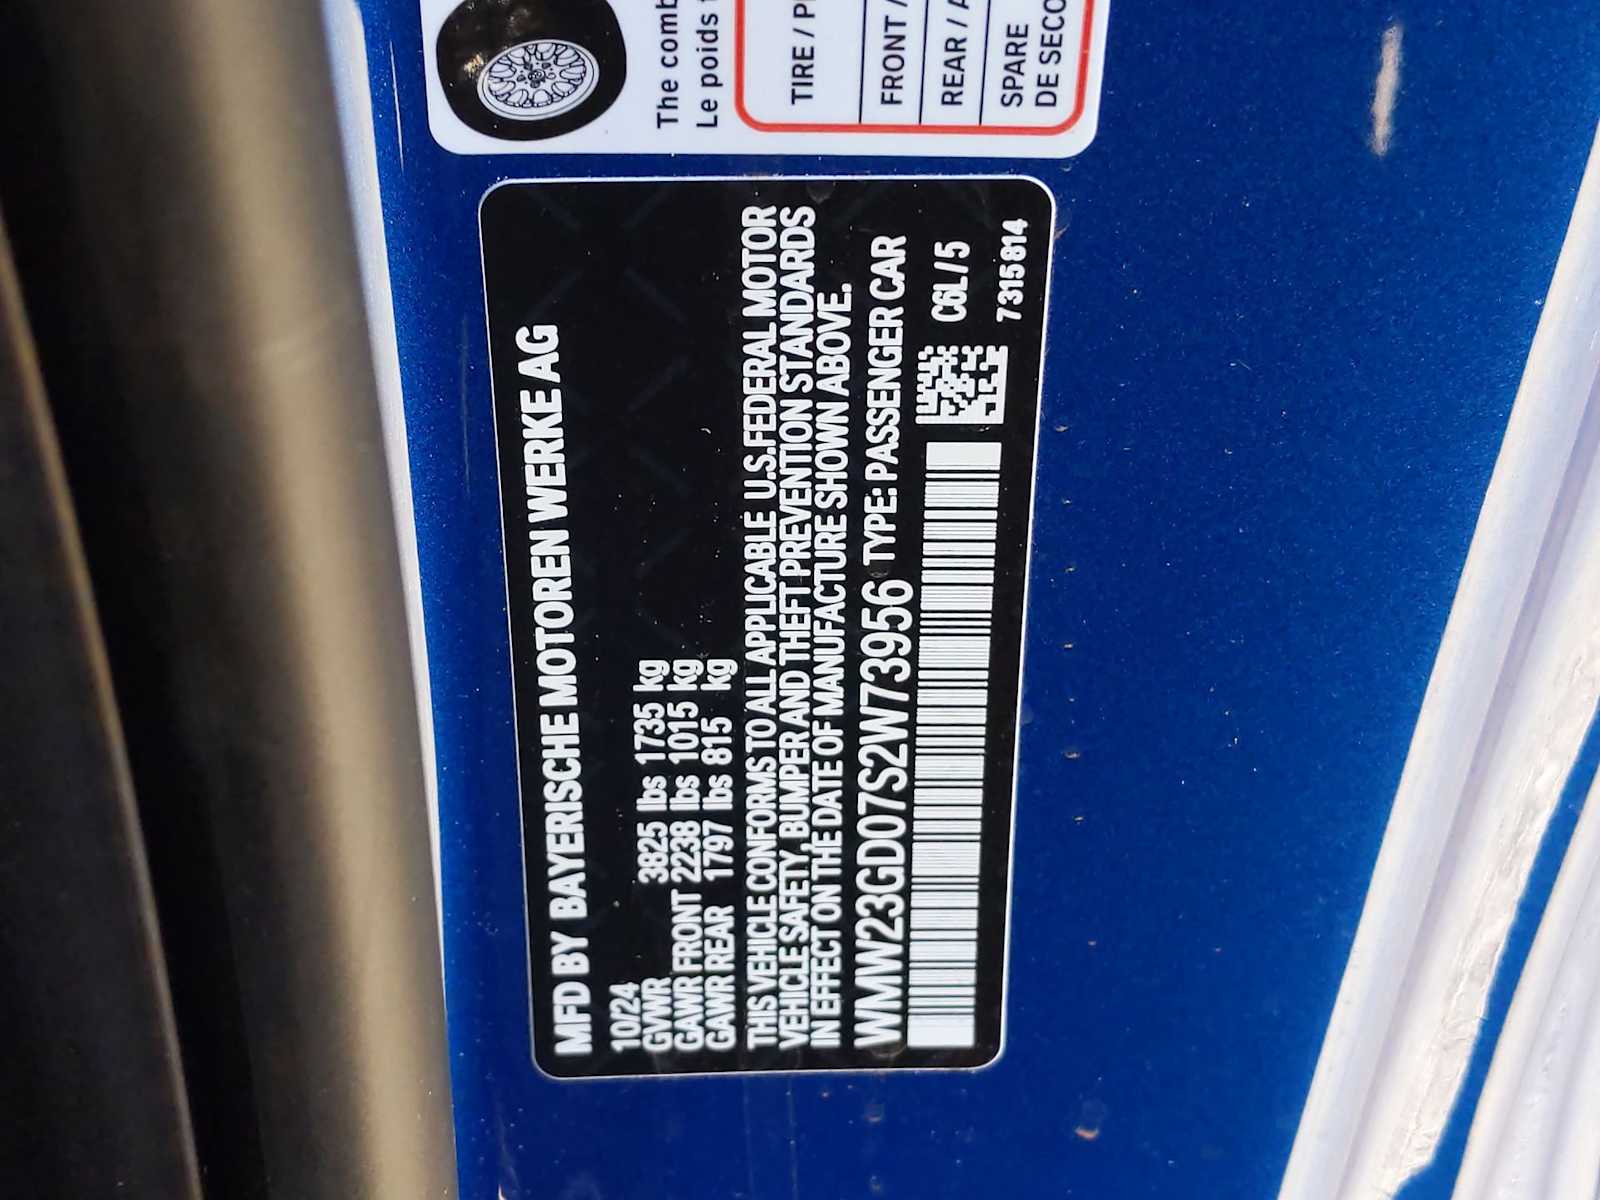 MFD BY BAYERISCHE MOTOREN WERKE AG
10/24
GVWR 3825 lbs 1735 kg
GAWR FRONT 2238 lbs 1015 kg
GAWR REAR 1797 lbs 815 kg
THIS VEHICLE CONFORMS TO ALL APPLICABLE U.S.FEDERAL MOTOR
VEHICLE SAFETY, BUMPER AND THEFT PREVENTION STANDARDS
IN EFFECT ON THE DATE OF MANUFACTURE SHOWN ABOVE.
WMW23GD07S2W73956 TYPE: PASSENGER CAR
C6L/5
7315814
The comb
Le poids
TIRE /
FRONT /
REAR /
SPARE
DE SECO